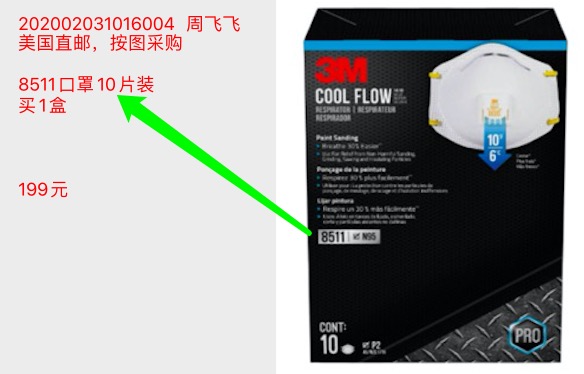 202002031016004 周飞飞
美国直邮，按图采购
8511口罩10片装
买1盒
199元
3M
COOL FLOW
RESPIRATOR | RESPIRATEUR
RESPIRADOR
Paint Sanding
Breathe 30% Easier
Ponçage de la peinture
Respirez 30% plus facilement
Lijar pintura
Respire un 30% más fácilmente
10°
6°C
8511 N95
CONT:
10
P2
PRO